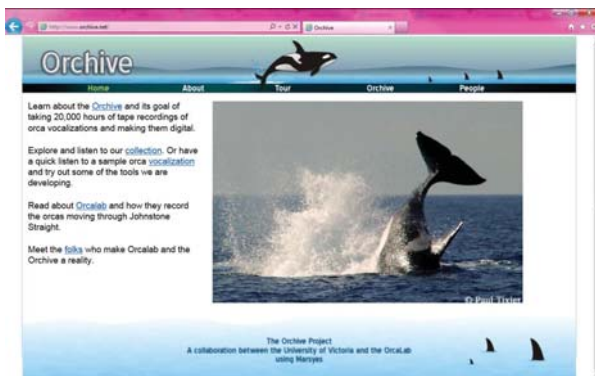 http://www.orchive.net/
Orchive
Orchive
Home About Tour Orchive People
Learn about the Orchive and its goal of
taking 20,000 hours of tape recordings of
orca vocalizations and making them digital.
Explore and listen to our collection. Or have
a quick listen to a sample orca vocalization
and try out some of the tools we are
developing.
Read about Orcalab and how they record
the orcas moving through Johnstone
Straight.
Meet the folks who make Orcalab and the
Orchive a reality.
© Paul Tixier
The Orchive Project
A collaboration between the University of Victoria and the OrcaLab
using Marsyas